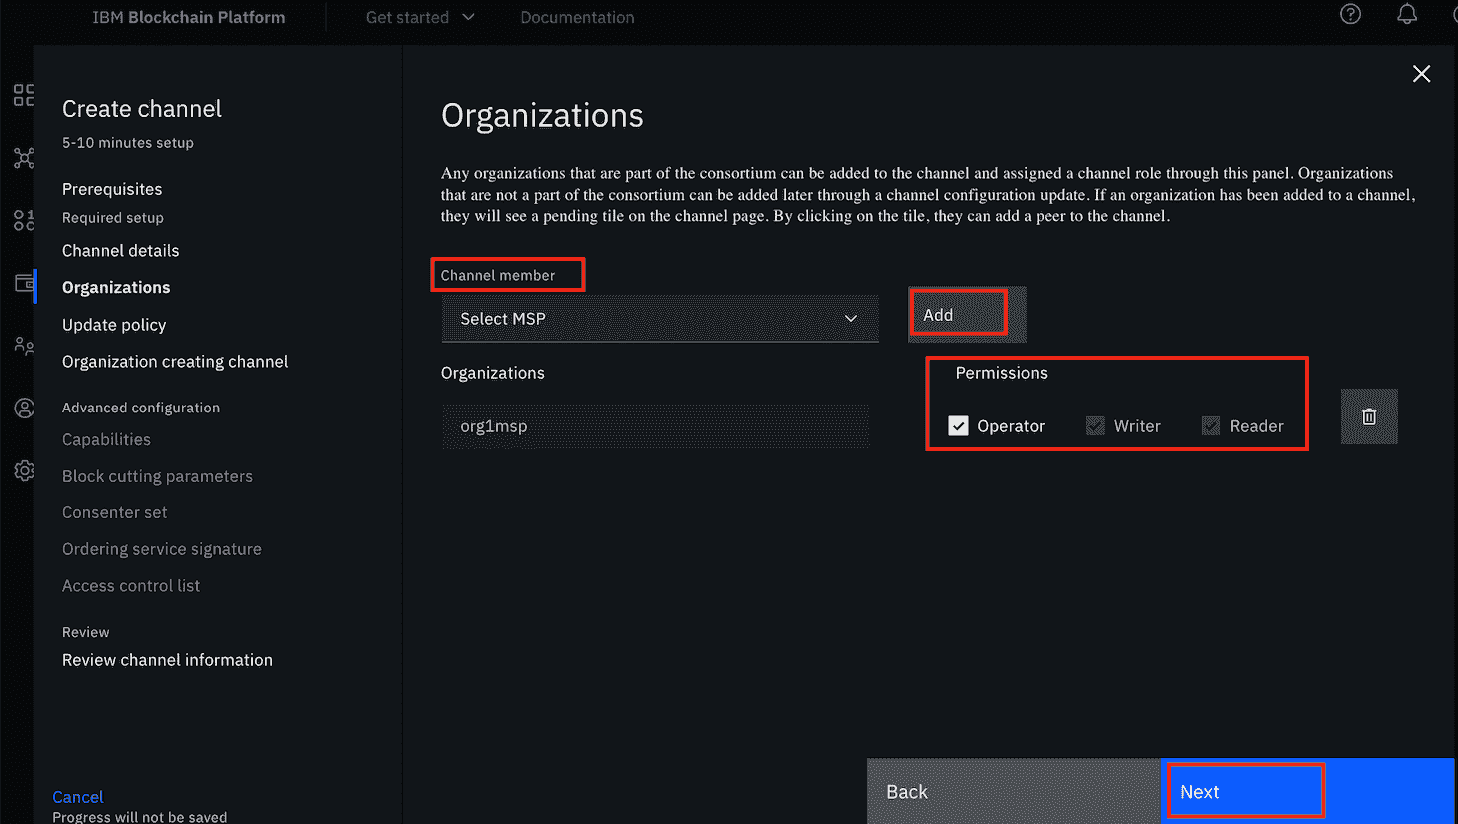 IBM Blockchain Platform
Get started
Documentation
Create channel
5-10 minutes setup
Prerequisites
Required setup
Channel details
Organizations
Update policy
Organization creating channel
Advanced configuration
Capabilities
Block cutting parameters
Consenter set
Ordering service signature
Access control list
Review
Review channel information
Cancel
Progress will not be saved
Organizations
Any organizations that are part of the consortium can be added to the channel and assigned a channel role through this panel. Organizations
that are not a part of the consortium can be added later through a channel configuration update. If an organization has been added to a channel,
they will see a pending tile on the channel page. By clicking on the tile, they can add a peer to the channel.
Channel member
Select MSP
Add
Organizations
Permissions
org1msp
Operator
Writer
Reader
Back
Next